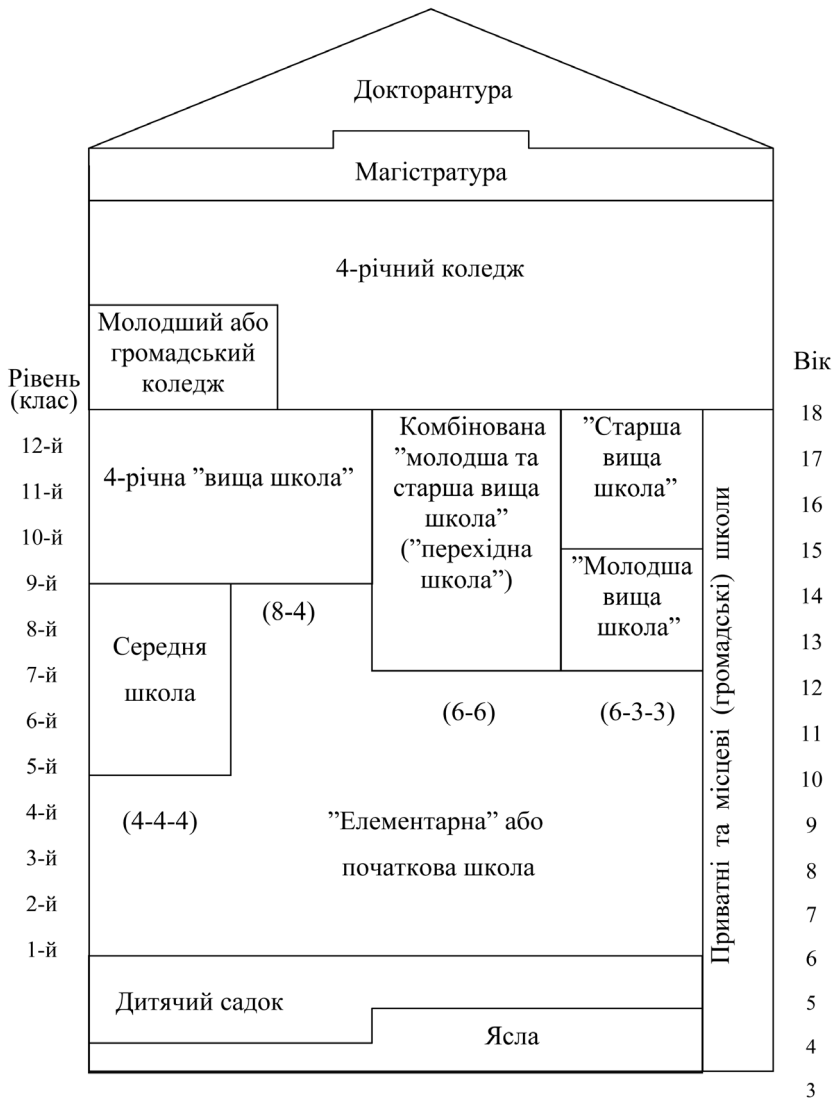 Докторантура
Магістратура
4-річний коледж
Молодший або
громадський
коледж
Рівень
(клас)
Вік
18
12-й
17
11-й
16
10-й
15
9-й
14
8-й
13
7-й
12
6-й
11
5-й
10
4-й
9
3-й
8
2-й
7
1-й
6
5
4
3
4-річна ”вища школа”
Комбінована
”молодша та
старша вища
школа”
(”перехідна
школа”)
”Старша
вища
школа”
”Молодша
вища
школа”
Середня
школа
(8-4)
(6-6)
(6-3-3)
(4-4-4)
”Елементарна” або
початкова школа
Приватні та місцеві (громадські) школи
Дитячий садок
Ясла